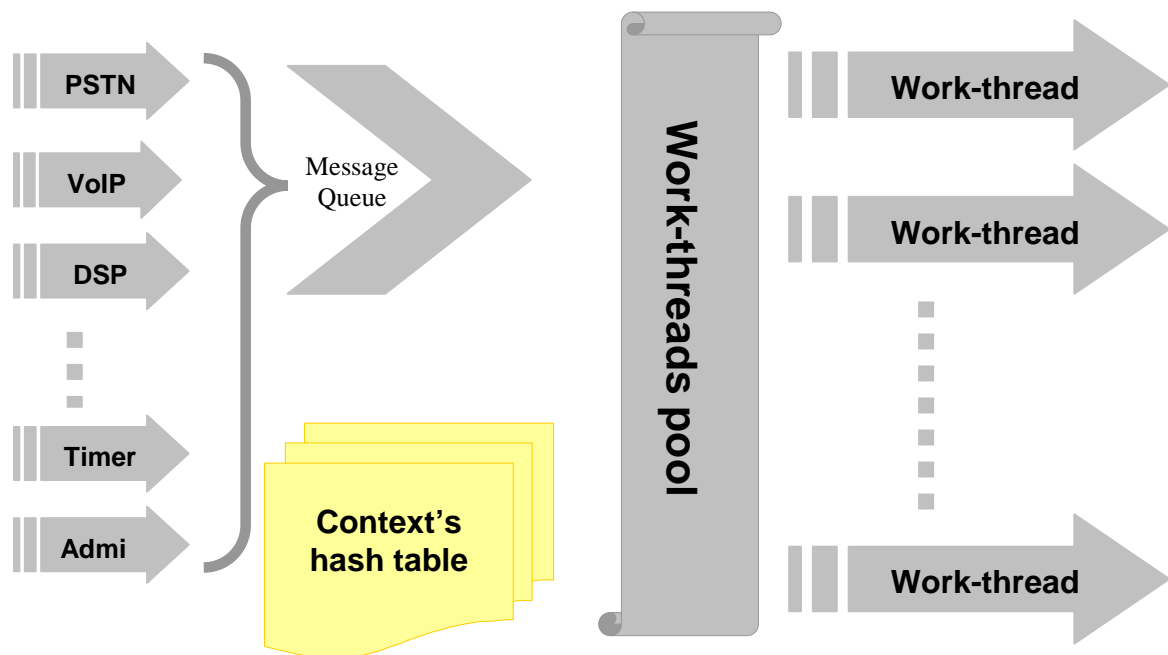 PSTN
VoIP
DSP
Timer
Admi
Message
Queue
Context’s
hash table
Work-threads pool
Work-thread
Work-thread
Work-thread